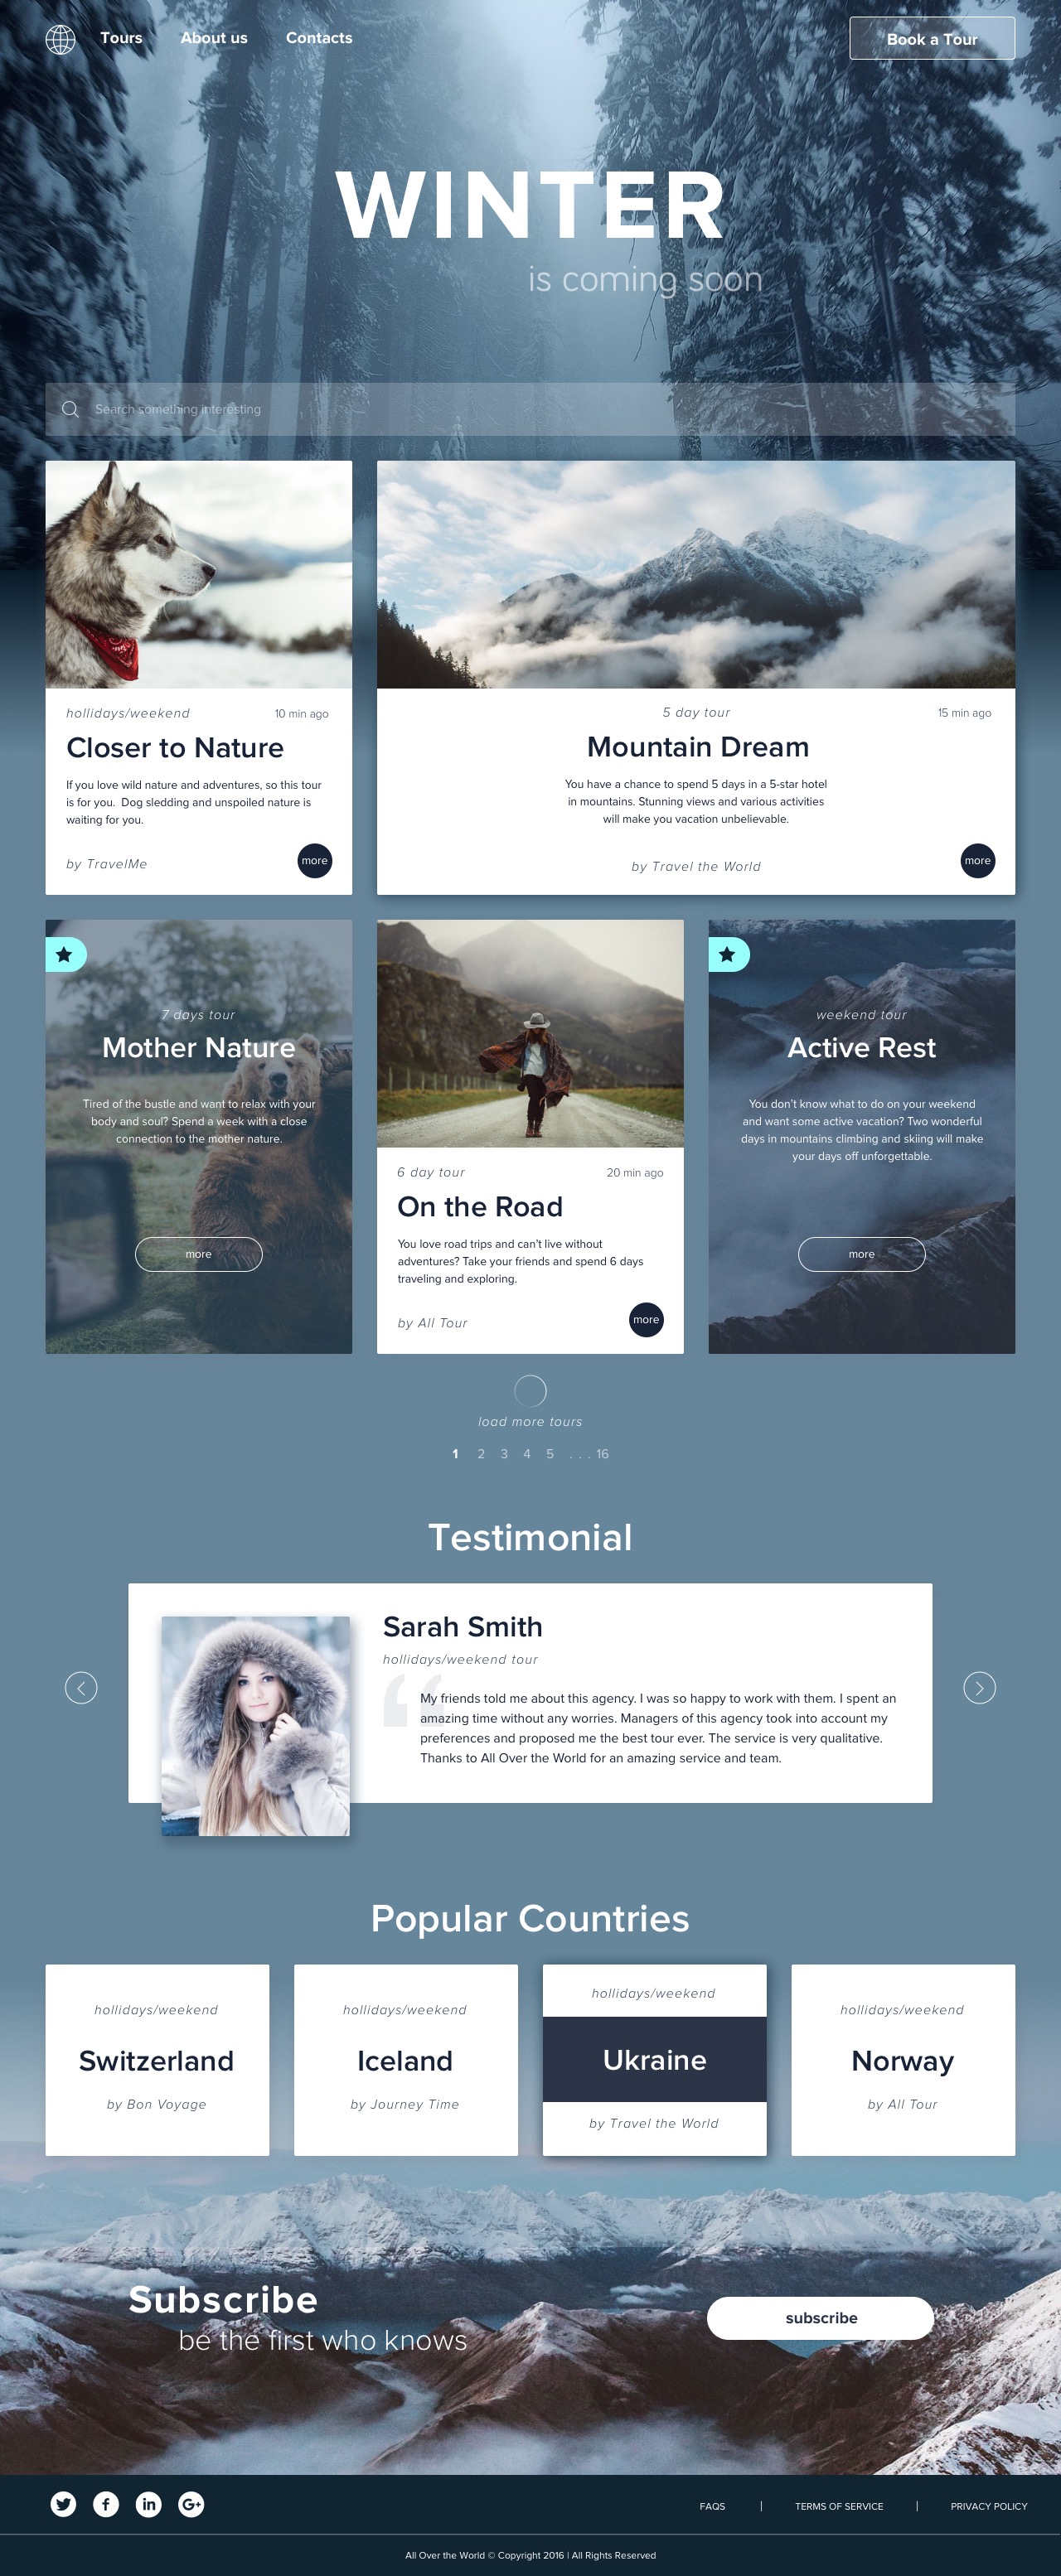 Tours About us Contacts Book a Tour
WINTER
is coming soon
Search something interesting
hollidays/weekend 10 min ago
Closer to Nature
If you love wild nature and adventures, so this tour
is for you. Dog sledding and unspoiled nature is
waiting for you.
by TravelMe more
5 day tour 15 min ago
Mountain Dream
You have a chance to spend 5 days in a 5-star hotel
in mountains. Stunning views and various activities
will make you vacation unbelievable.
by Travel the World more
7 days tour
Mother Nature
Tired of the bustle and want to relax with your
body and soul? Spend a week with a close
connection to the mother nature.
more
6 day tour 20 min ago
On the Road
You love road trips and can't live without
adventures? Take your friends and spend 6 days
traveling and exploring.
by All Tour more
weekend tour
Active Rest
You don't know what to do on your weekend
and want some active vacation? Two wonderful
days in mountains climbing and skiing will make
your days off unforgettable.
more
load more tours
1 2 3 4 5 . . . 16
Testimonial
Sarah Smith
hollidays/weekend tour
“
My friends told me about this agency. I was so happy to work with them. I spent an
amazing time without any worries. Managers of this agency took into account my
preferences and proposed me the best tour ever. The service is very qualitative.
Thanks to All Over the World for an amazing service and team.
Popular Countries
hollidays/weekend
Switzerland
by Bon Voyage
hollidays/weekend
Iceland
by Journey Time
hollidays/weekend
Ukraine
by Travel the World
hollidays/weekend
Norway
by All Tour
Subscribe
be the first who knows
subscribe
FAQS | TERMS OF SERVICE | PRIVACY POLICY
All Over the World © Copyright 2016 | All Rights Reserved